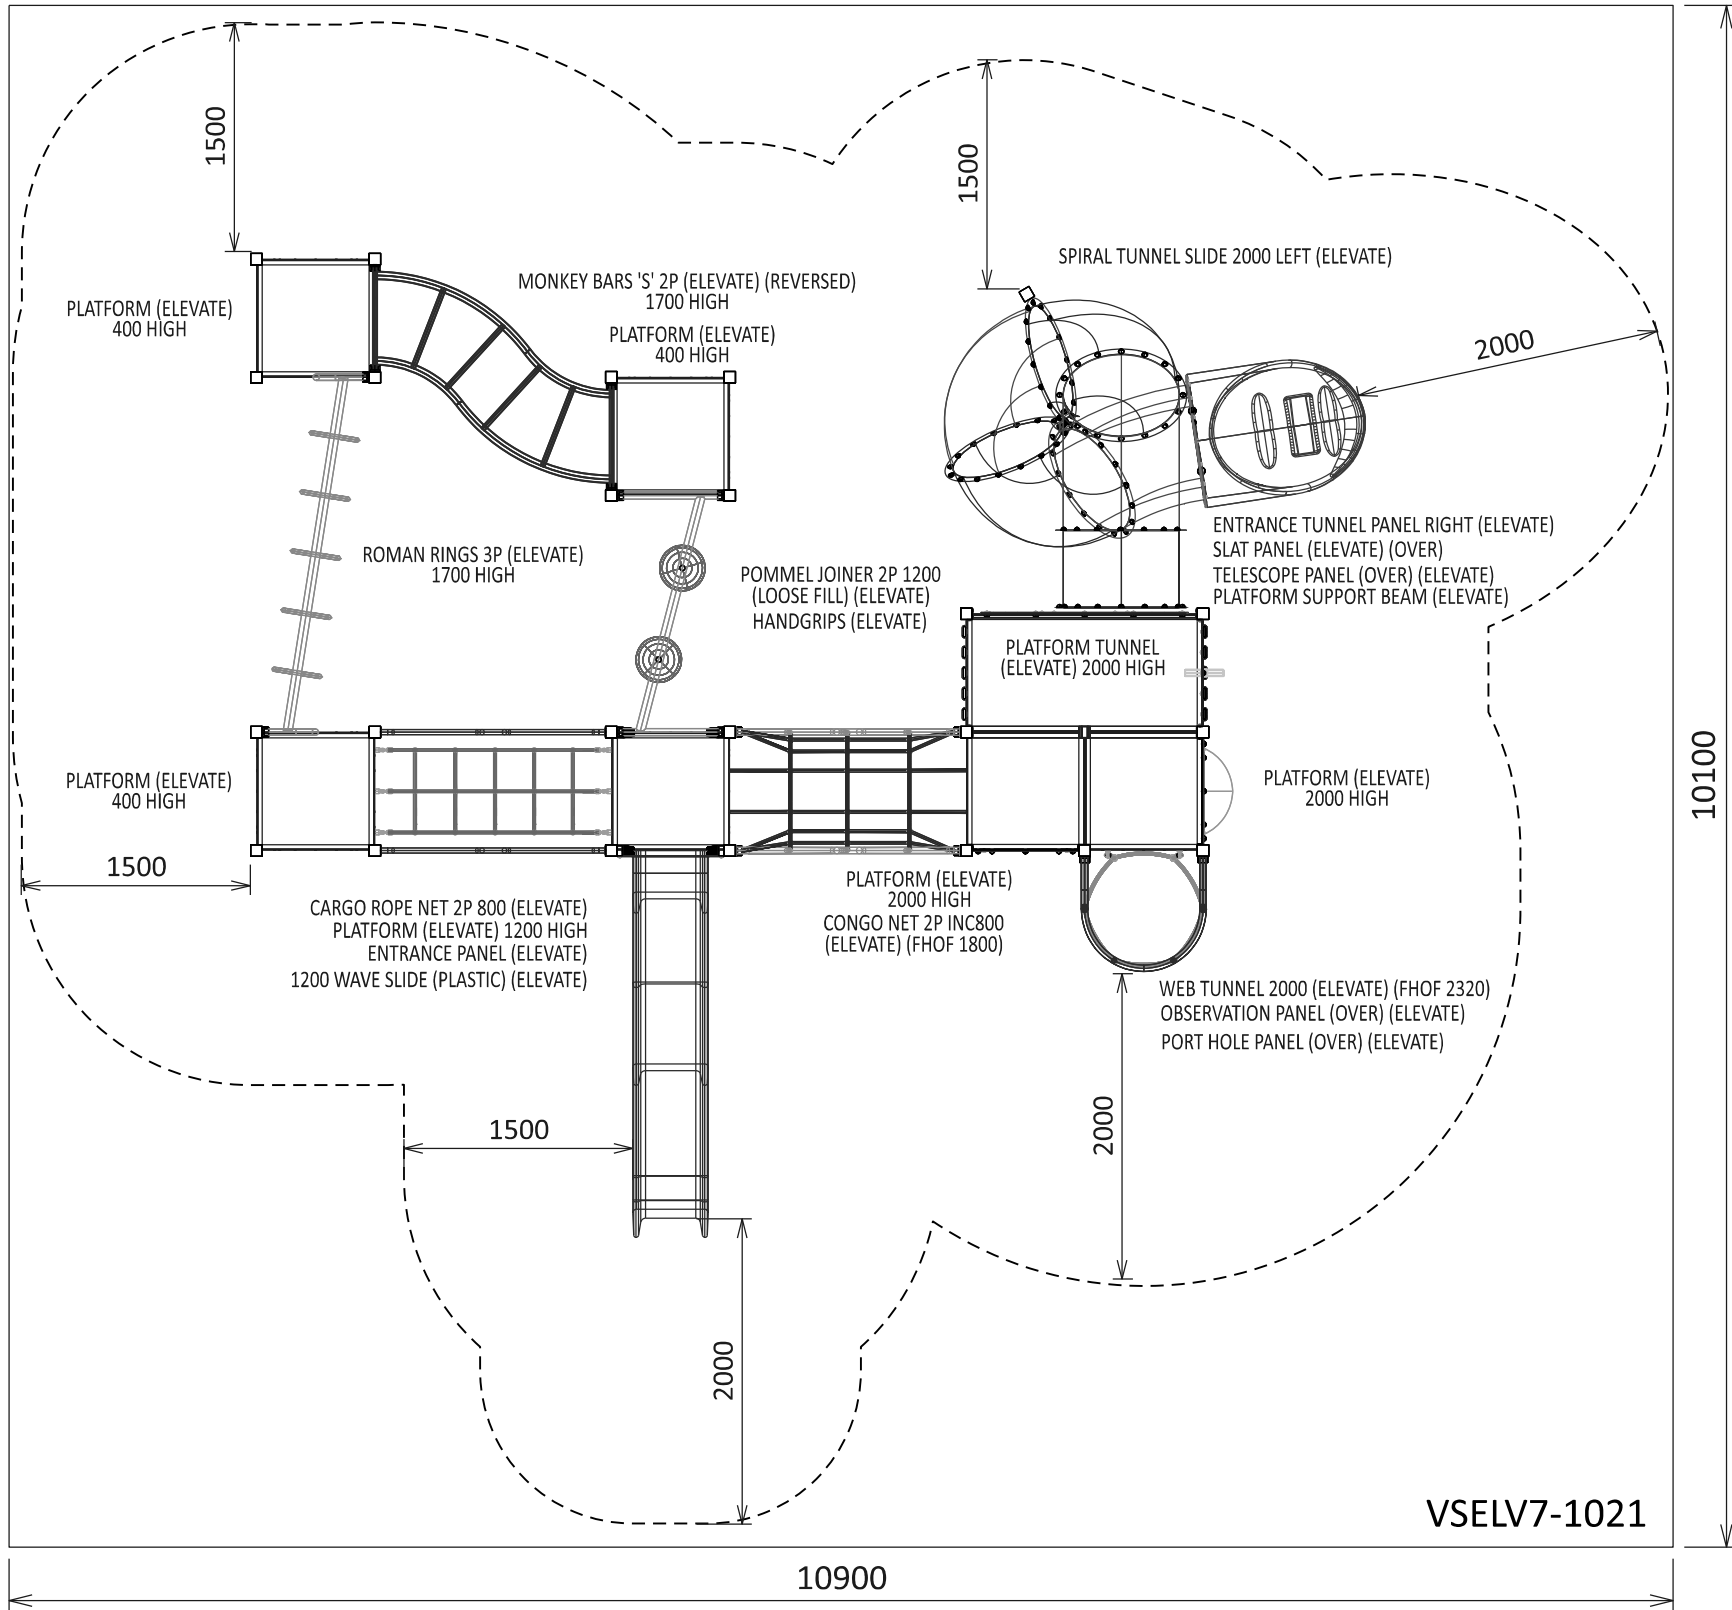 1500
1500
SPIRAL TUNNEL SLIDE 2000 LEFT (ELEVATE)
MONKEY BARS 'S' 2P (ELEVATE) (REVERSED)
1700 HIGH
PLATFORM (ELEVATE)
400 HIGH
PLATFORM (ELEVATE)
400 HIGH
2000
ROMAN RINGS 3P (ELEVATE)
1700 HIGH
POMMEL JOINER 2P 1200
(LOOSE FILL) (ELEVATE)
HANDGRIPS (ELEVATE)
ENTRANCE TUNNEL PANEL RIGHT (ELEVATE)
SLAT PANEL (ELEVATE) (OVER)
TELESCOPE PANEL (OVER) (ELEVATE)
PLATFORM SUPPORT BEAM (ELEVATE)
PLATFORM TUNNEL
(ELEVATE) 2000 HIGH
PLATFORM (ELEVATE)
400 HIGH
PLATFORM (ELEVATE)
2000 HIGH
10100
1500
CARGO ROPE NET 2P 800 (ELEVATE)
PLATFORM (ELEVATE) 1200 HIGH
ENTRANCE PANEL (ELEVATE)
1200 WAVE SLIDE (PLASTIC) (ELEVATE)
PLATFORM (ELEVATE)
2000 HIGH
CONGO NET 2P INC800
(ELEVATE) (FHOF 1800)
WEB TUNNEL 2000 (ELEVATE) (FHOF 2320)
OBSERVATION PANEL (OVER) (ELEVATE)
PORT HOLE PANEL (OVER) (ELEVATE)
1500
2000
2000
VSELV7-1021
10900